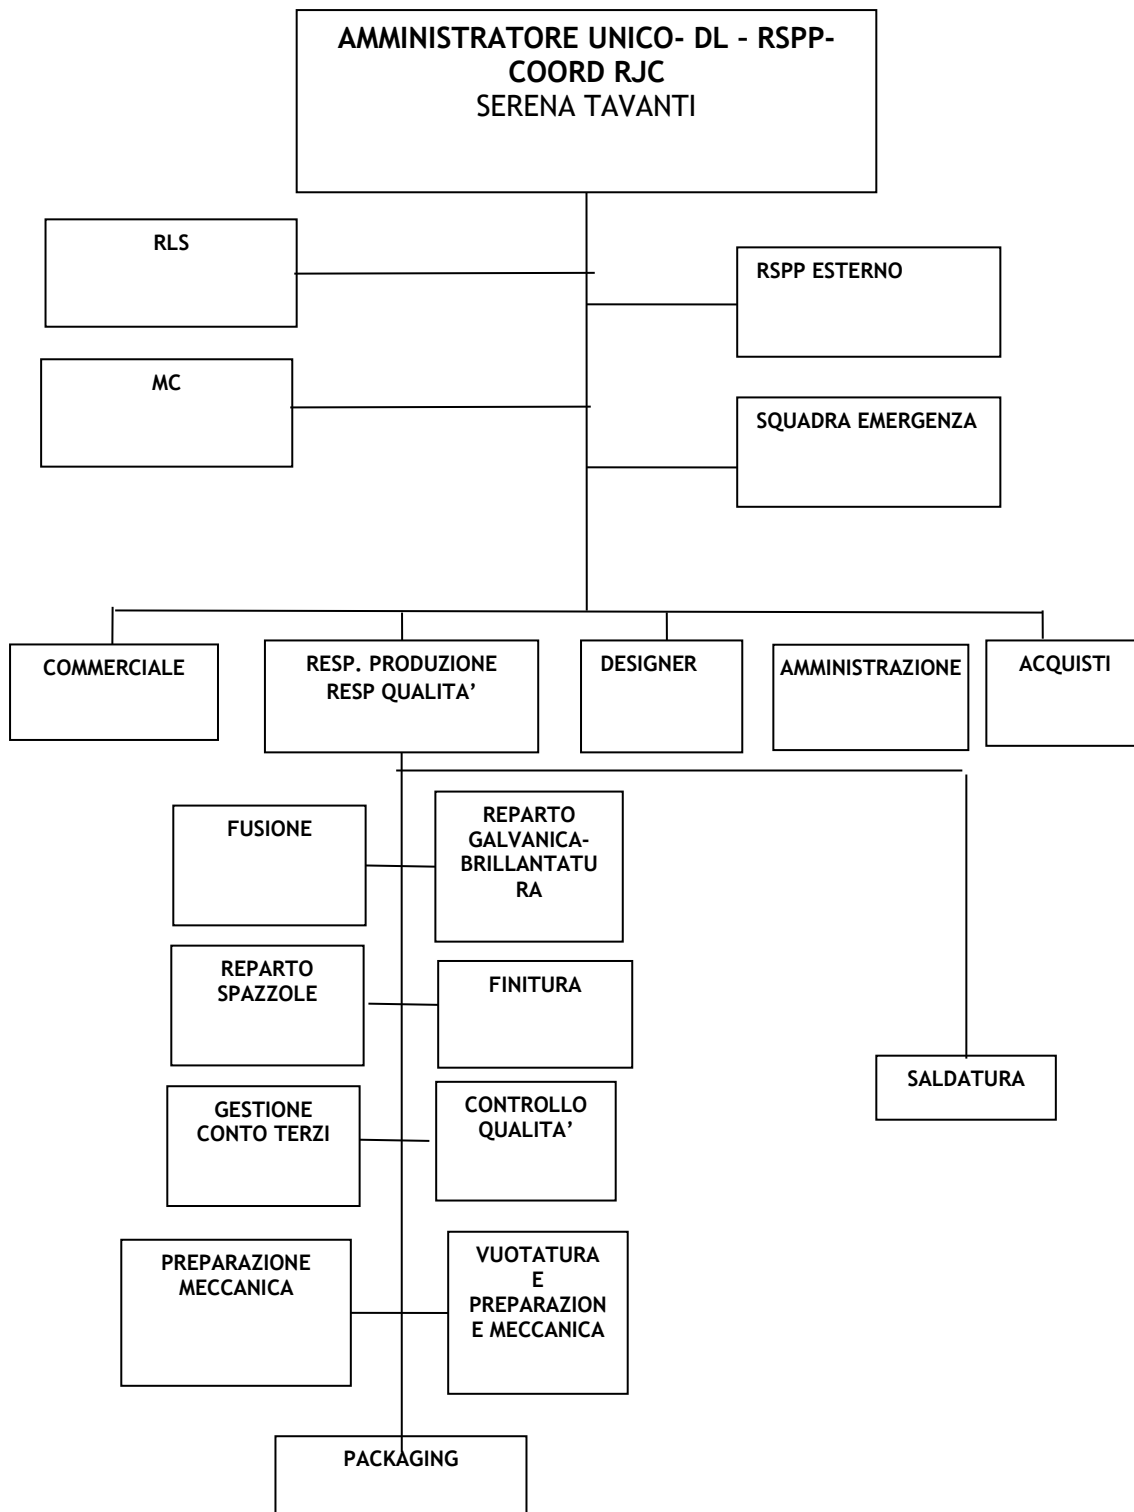 AMMINISTRATORE UNICO- DL – RSPP-
COORD RJC
SERENA TAVANTI
RLS
RSPP ESTERNO
MC
SQUADRA EMERGENZA
COMMERCIALE
RESP. PRODUZIONE
RESP QUALITA’
DESIGNER
AMMINISTRAZIONE
ACQUISTI
FUSIONE
REPARTO
GALVANICA-
BRILLANTATU
RA
REPARTO
SPAZZOLE
FINITURA
SALDATURA
GESTIONE
CONTO TERZI
CONTROLLO
QUALITA’
PREPARAZIONE
MECCANICA
VUOTATURA
E
PREPARAZION
E MECCANICA
PACKAGING